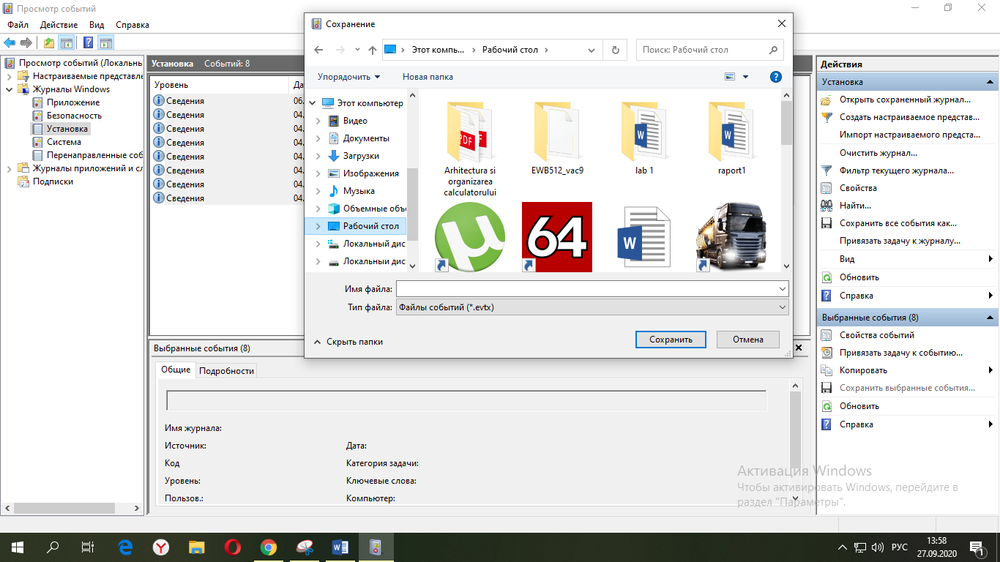 Просмотр событий
Файл Действие Вид Справка
Просмотр событий (Локальнь
Настраиваемые представле
Журналы Windows
Приложение
Безопасность
Установка
Система
Перенаправленные соб
Журналы приложений и сл
Подписки
Установка Событий: 8
Уровень Да
Сведения 06.
Сведения 04.
Сведения 04.
Сведения 04.
Сведения 04.
Сведения 04.
Сведения 04.
Сведения 04.
Выбранные события (8)
Общие Подробности
Имя журнала:
Источник: Дата:
Код Категория задачи:
Уровень: Ключевые слова:
Пользов.: Компьютер:
Сохранение
Этот компь... Рабочий стол
Поиск: Рабочий стол
Упорядочить Новая папка
Этот компьютер
Видео
Документы
Загрузки
Изображения
Музыка
Объемные объ
Рабочий стол
Локальный дис
Локальный дис
PDF
W
W
Arhitectura si
organizarea
calculatorului
EWB512_vac9
lab 1
raport1
µ
64
W
Имя файла:
Тип файла: Файлы событий (*.evtx)
Скрыть папки
Сохранить Отмена
Действия
Установка
Открыть сохраненный журнал...
Создать настраиваемое представ...
Импорт настраиваемого предста...
Очистить журнал...
Фильтр текущего журнала...
Свойства
Найти...
Сохранить все события как...
Привязать задачу к журналу...
Вид
Обновить
Справка
Выбранные события (8)
Свойства событий
Привязать задачу к событию...
Копировать
Сохранить выбранные события...
Обновить
Справка
Активация Windows
Чтобы активировать Windows, перейдите в
раздел "Параметры".
РУС
13:58
27.09.2020
1